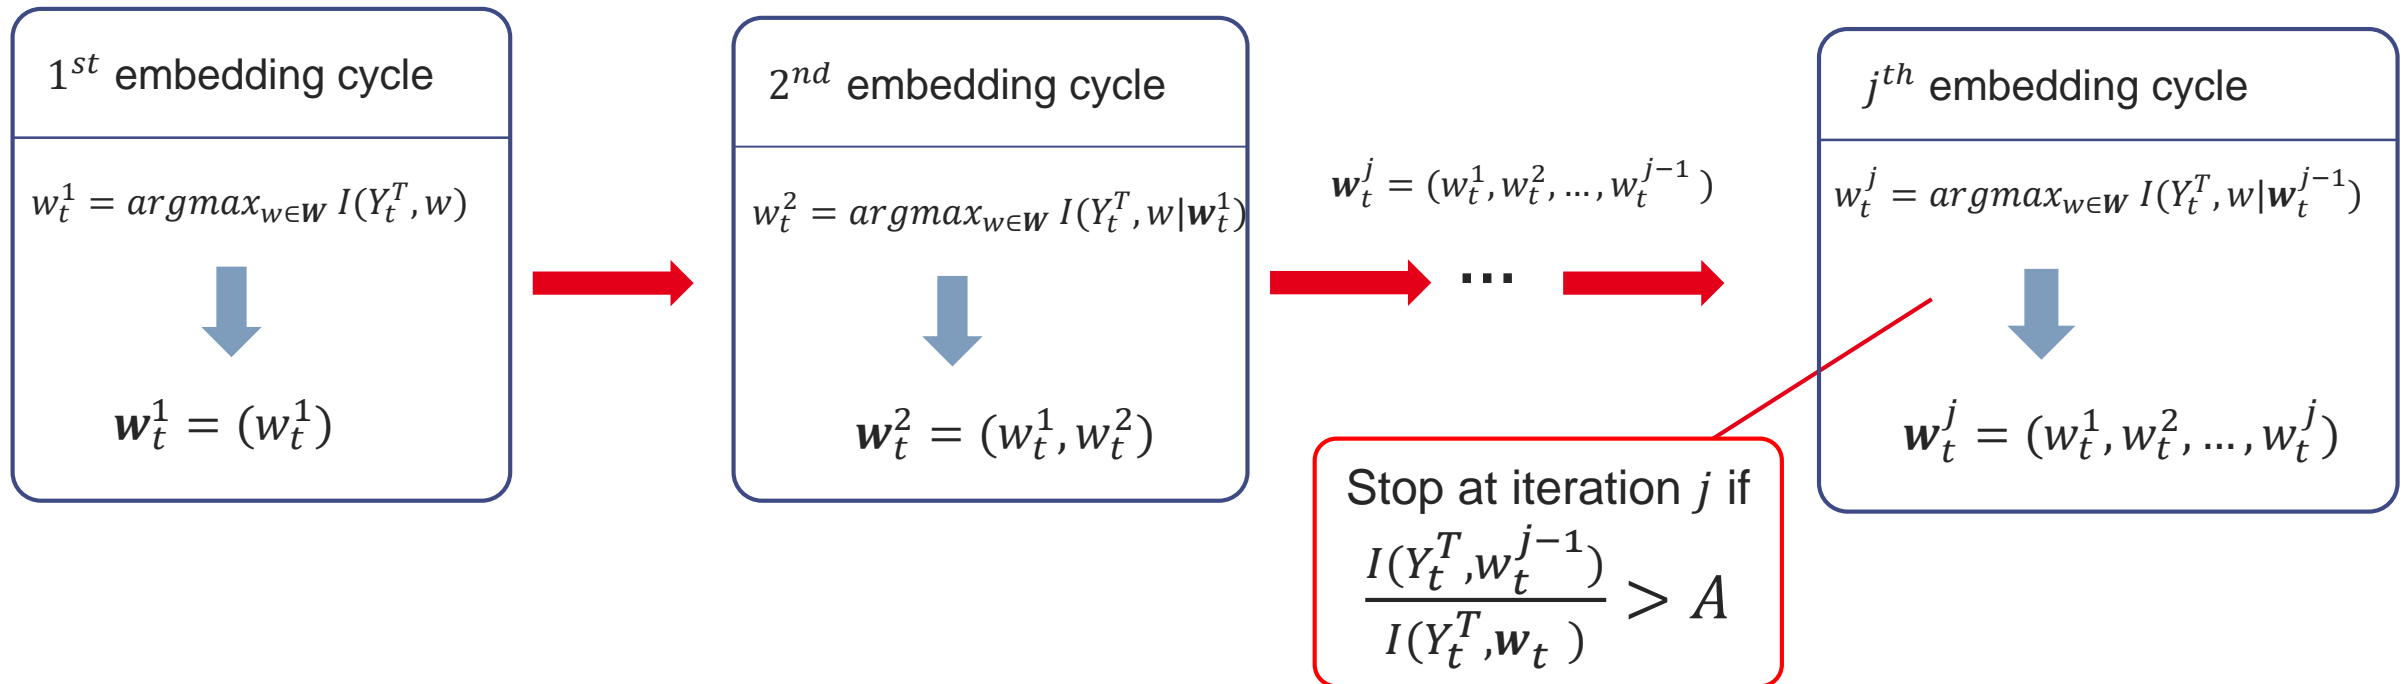 1^{st} embedding cycle
w_t^1 = argmax_{w∈𝑾} I(Y_t^T, w)
𝒘_t^1 = (w_t^1)
2^{nd} embedding cycle
w_t^2 = argmax_{w∈𝑾} I(Y_t^T, w|𝒘_t^1)
𝒘_t^2 = (w_t^1, w_t^2)
𝒘_t^j = (w_t^1, w_t^2, ..., w_t^{j−1} )
...
j^{th} embedding cycle
w_t^j = argmax_{w∈𝑾} I(Y_t^T, w|𝒘_t^{j−1})
𝒘_t^j = (w_t^1, w_t^2, ..., w_t^j)
Stop at iteration j if
\frac{I(Y_t^T,w_t^{j−1})}{I(Y_t^T,𝒘_t )} > A